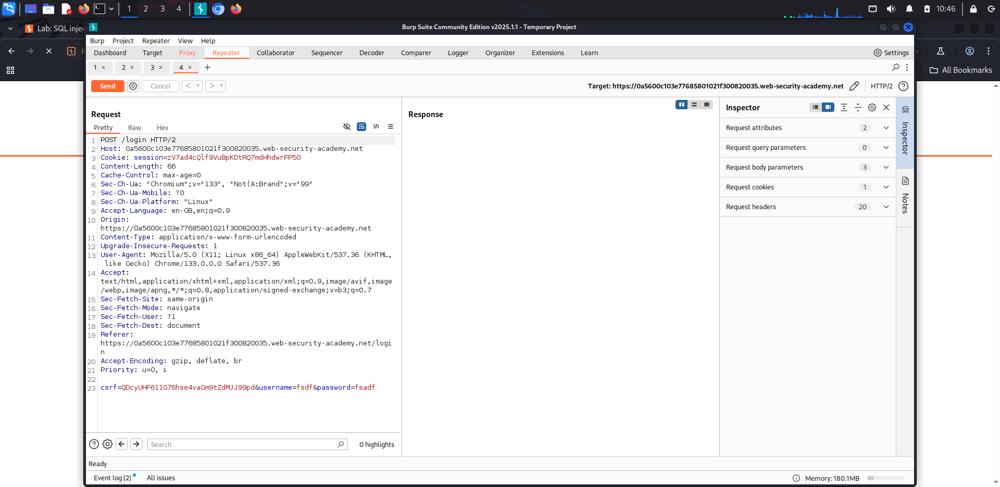 1 2 3 4 10:46
Lab: SQL inje
Burp Suite Community Edition v2025.1.1 - Temporary Project
Burp Project Repeater View Help
Dashboard Target Proxy Repeater Collaborator Sequencer Decoder Comparer Logger Organizer Extensions Learn Settings
1 × 2 × 3 × 4 × +
All Bookmarks
Send Cancel < > Target: https://0a5600c103e77685801021f300820035.web-security-academy.net HTTP/2
Request
Pretty Raw Hex \n
1 POST /login HTTP/2
2 Host: 0a5600c103e77685801021f300820035.web-security-academy.net
3 Cookie: session=zV7ad4cQlf9VuBpKDtRQ7mdHhdwrFP50
4 Content-Length: 66
5 Cache-Control: max-age=0
6 Sec-Ch-Ua: "Chromium";v="133", "Not(A:Brand";v="99"
7 Sec-Ch-Ua-Mobile: ?0
8 Sec-Ch-Ua-Platform: "Linux"
9 Accept-Language: en-GB,en;q=0.9
10 Origin:
https://0a5600c103e77685801021f300820035.web-security-academy.net
11 Content-Type: application/x-www-form-urlencoded
12 Upgrade-Insecure-Requests: 1
13 User-Agent: Mozilla/5.0 (X11; Linux x86_64) AppleWebKit/537.36 (KHTML,
like Gecko) Chrome/133.0.0.0 Safari/537.36
14 Accept:
text/html,application/xhtml+xml,application/xml;q=0.9,image/avif,image
/webp,image/apng,*/*;q=0.8,application/signed-exchange;v=b3;q=0.7
15 Sec-Fetch-Site: same-origin
16 Sec-Fetch-Mode: navigate
17 Sec-Fetch-User: ?1
18 Sec-Fetch-Dest: document
19 Referer:
https://0a5600c103e77685801021f300820035.web-security-academy.net/logi
n
20 Accept-Encoding: gzip, deflate, br
21 Priority: u=0, i
22
23 csrf=QDcyUHF6llG76hse4vaGm9tZdMJJ99pd&username=fsdf&password=fsadf
Search 0 highlights
Response
Inspector
Request attributes 2
Request query parameters 0
Request body parameters 3
Request cookies 1
Request headers 20
Inspector
Notes
Ready
Event log (2) All issues Memory: 180.1MB